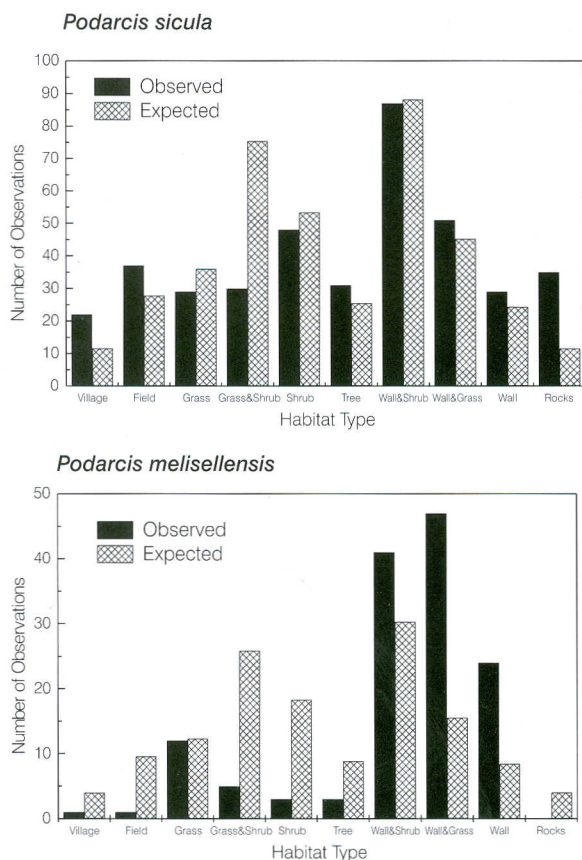 Podarcis sicula
100
90
80
70
60
50
40
30
20
10
0
Number of Observations
Observed
Expected
Village Field Grass Grass&Shrub Shrub Tree Wall&Shrub Wall&Grass Wall Rocks
Habitat Type
Podarcis melisellensis
50
40
30
20
10
0
Number of Observations
Observed
Expected
Village Field Grass Grass&Shrub Shrub Tree Wall&Shrub Wall&Grass Wall Rocks
Habitat Type